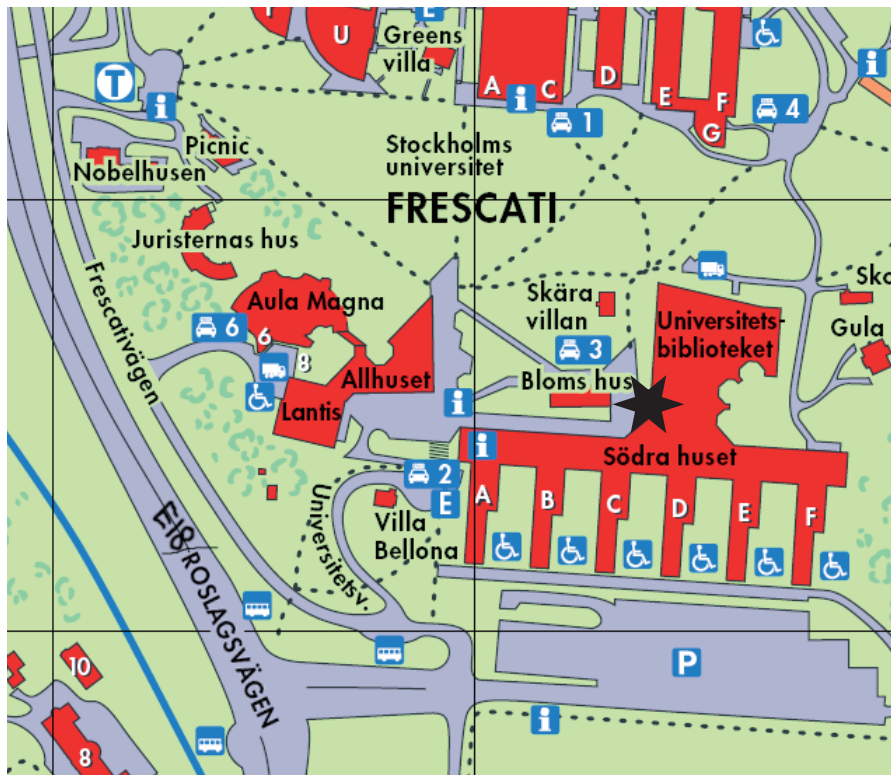 U
E
Greens
villa
A
C
D
E
F
G
i
i
T
i
1
4
Picnic
Nobelhusen
Stockholms
universitet
FRESCATI
Juristernas hus
Frescativägen
Aula Magna
6
6
8
Allhuset
Lantis
Skära
villan
3
Bloms hus
Universitets-
biblioteket
Gula
i
i
Södra huset
2
E
A
B
C
D
E
F
Villa
Bellona
Universitetsv.
E18 ROSLAGSVÄGEN
P
i
10
8